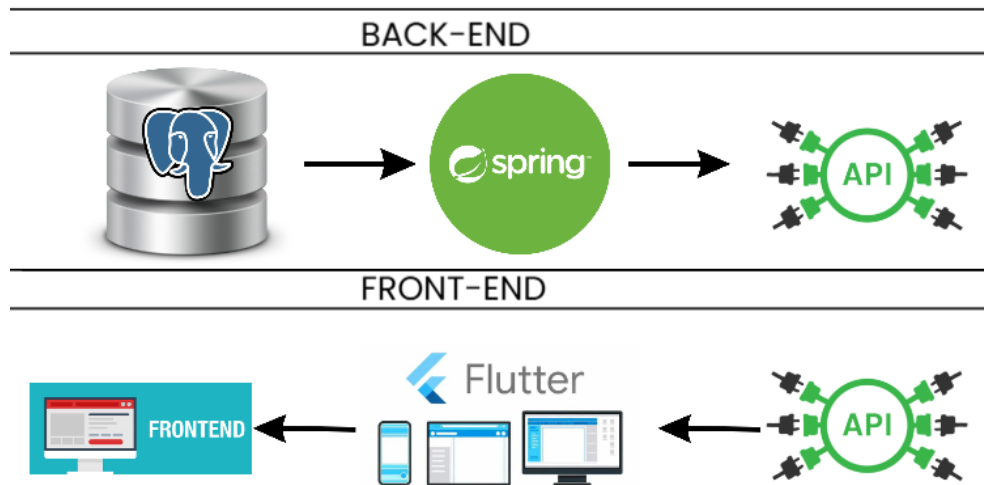 BACK-END
spring
API
FRONT-END
FRONTEND
Flutter
API